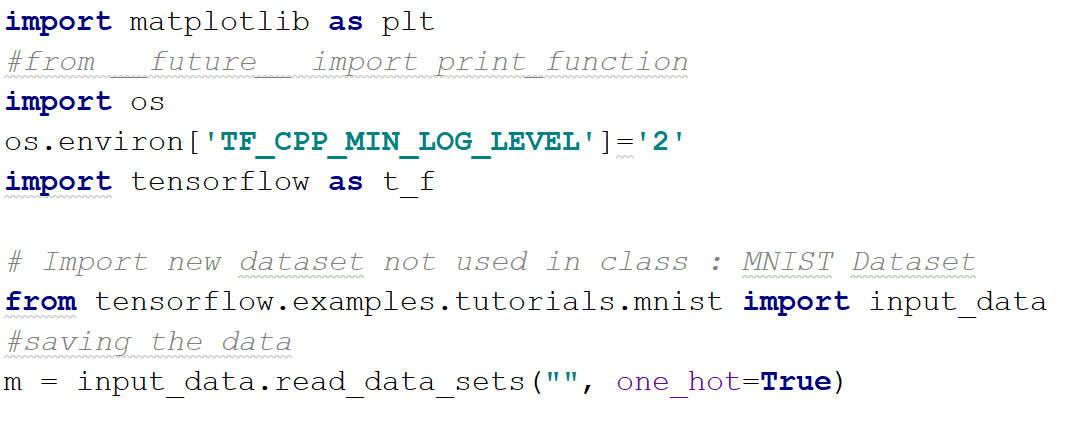 import matplotlib as plt
#from __future__ import print_function
import os
os.environ['TF_CPP_MIN_LOG_LEVEL']='2'
import tensorflow as t_f
# Import new dataset not used in class : MNIST Dataset
from tensorflow.examples.tutorials.mnist import input_data
#saving the data
m = input_data.read_data_sets("", one_hot=True)